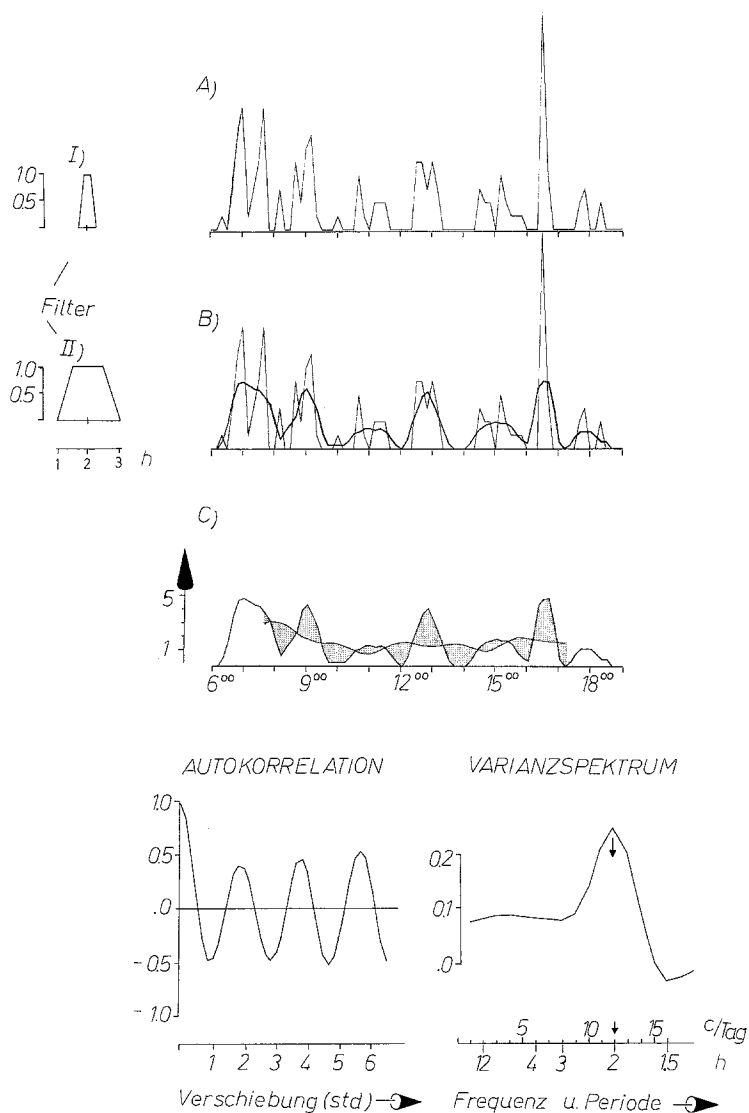 A)
I)
1.0
0.5
Filter
B)
II)
1.0
0.5
1 2 3 h
C)
5
1
6⁰⁰ 9⁰⁰ 12⁰⁰ 15⁰⁰ 18⁰⁰
AUTOKORRELATION
VARIANZSPEKTRUM
1.0
0.5
.0
- 0.5
- 1.0
0,2
0,1
.0
5 10 15 c/Tag
1 2 3 4 5 6
12 4 3 2 1.5 h
Verschiebung (std)
Frequenz u. Periode